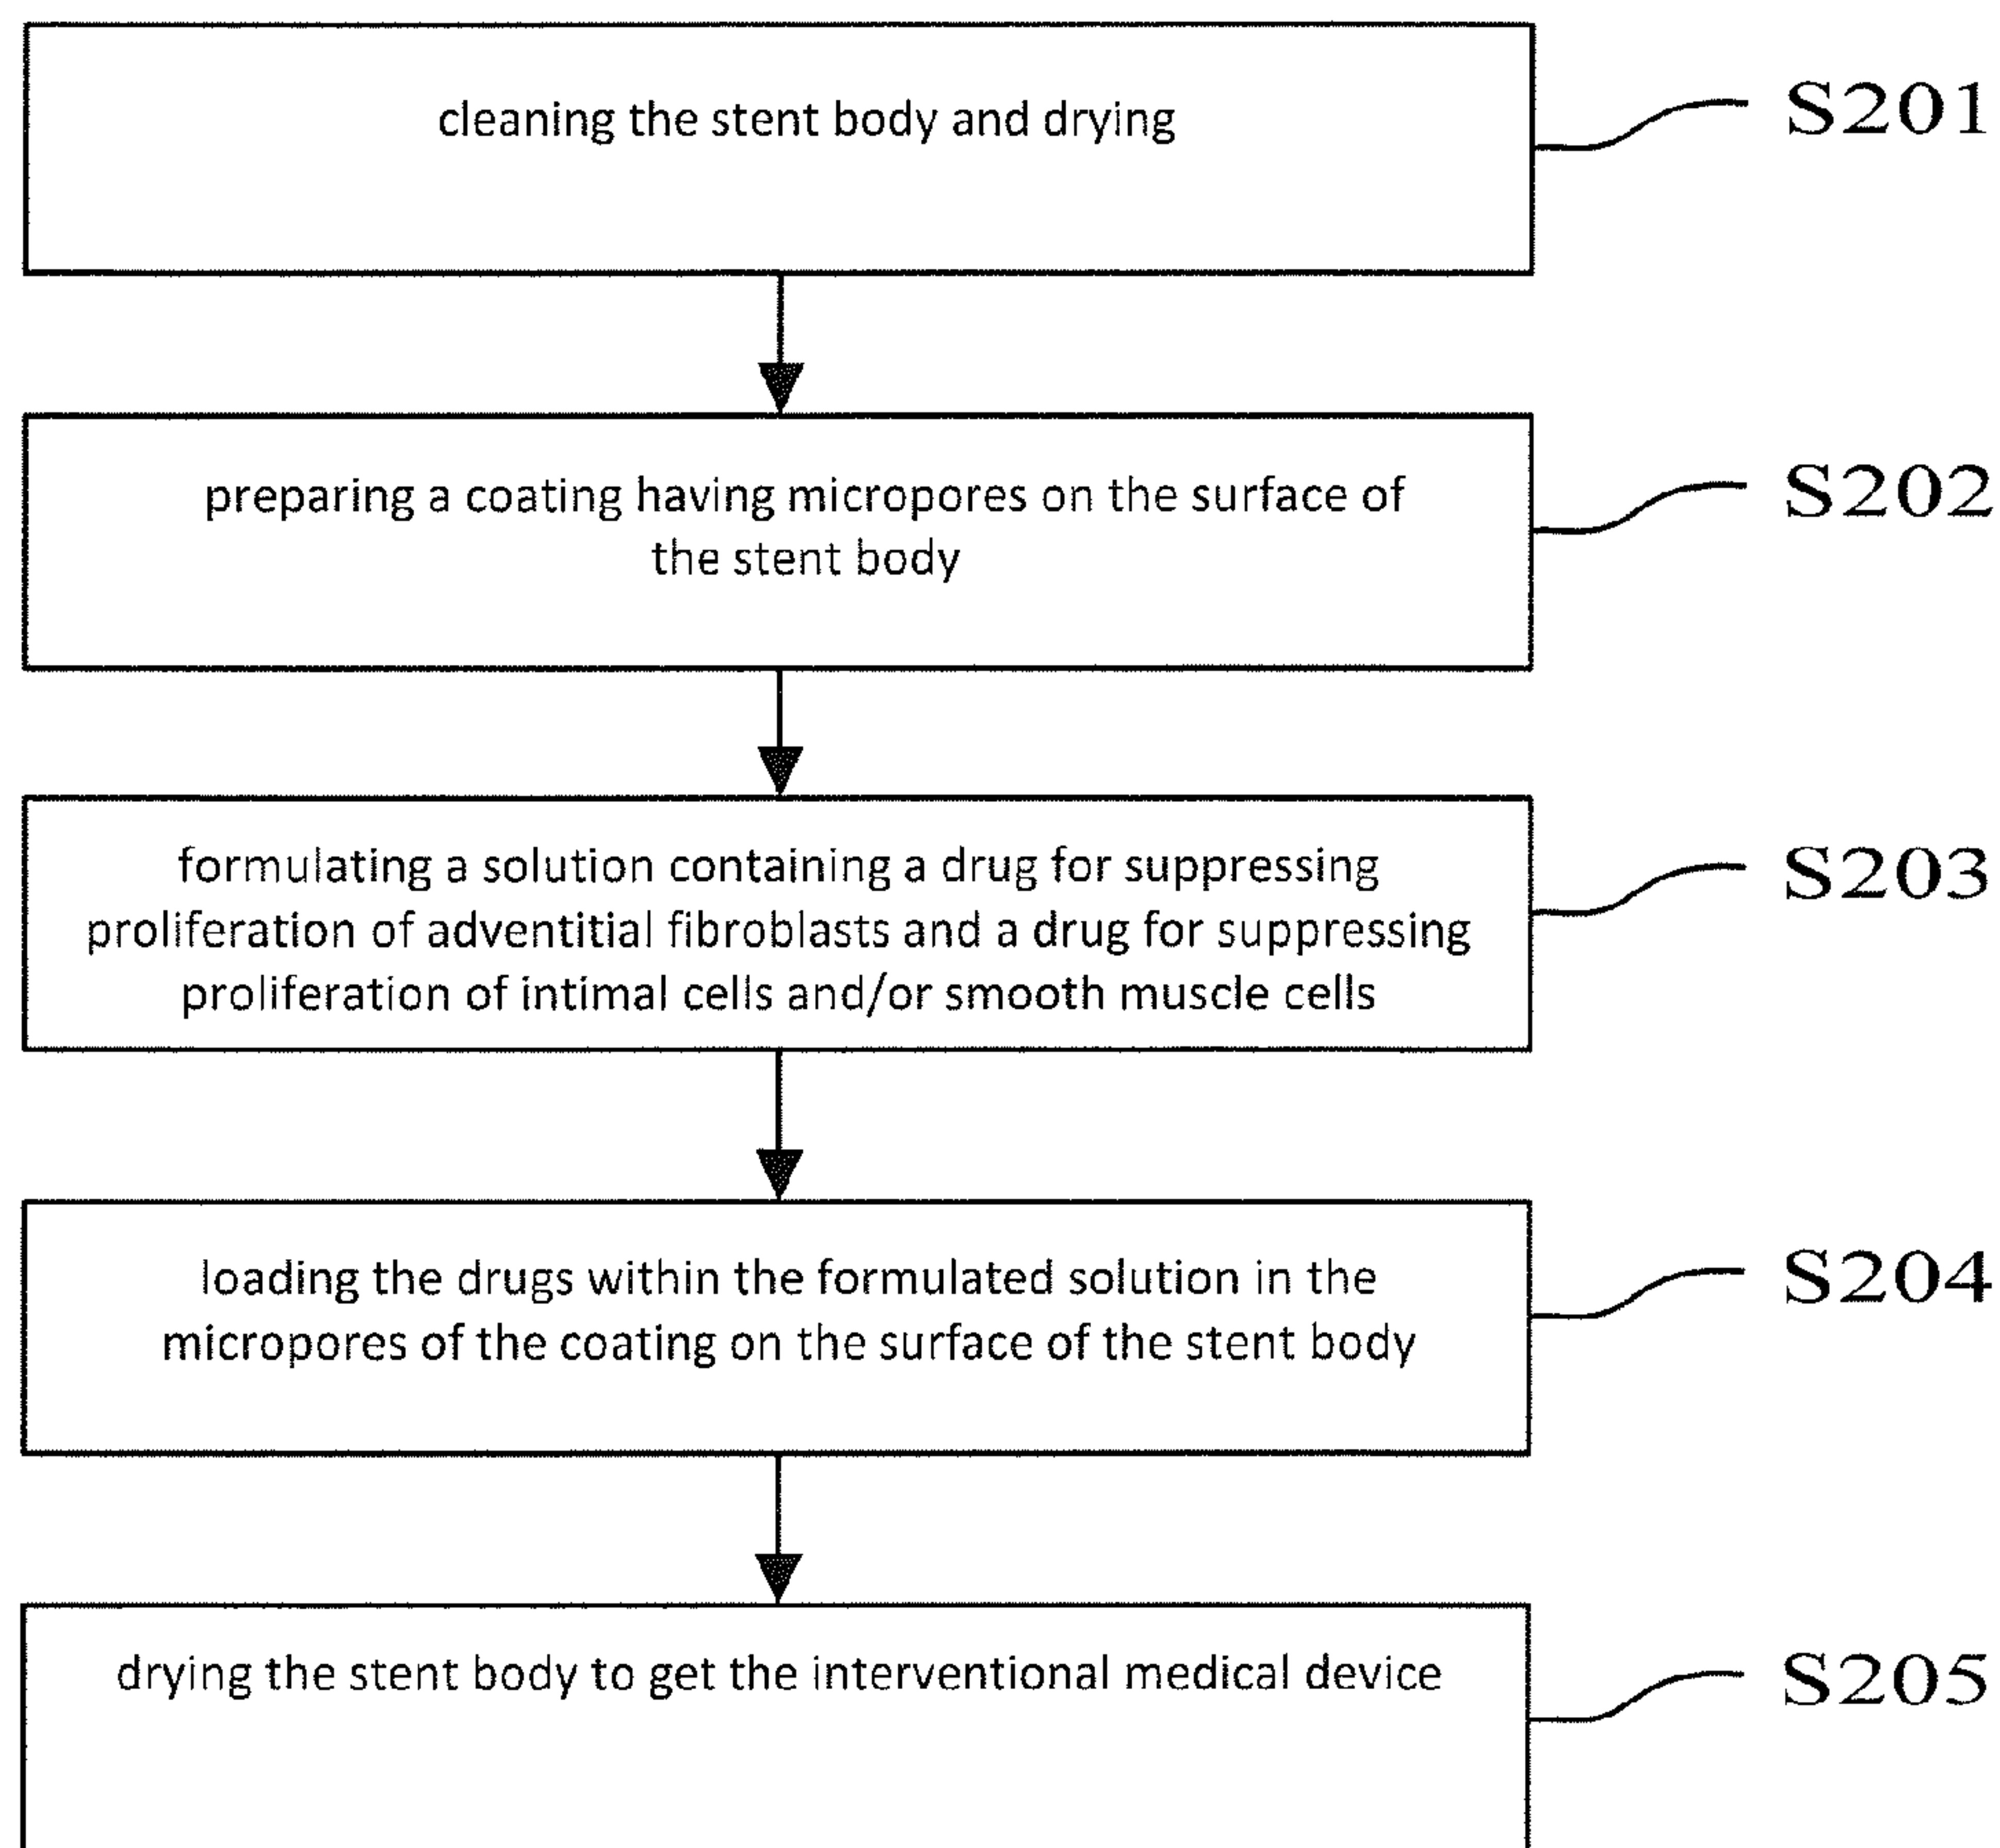 cleaning the stent body and drying
S201
preparing a coating having micropores on the surface of
the stent body
S202
formulating a solution containing a drug for suppressing
proliferation of adventitial fibroblasts and a drug for suppressing
proliferation of intimal cells and/or smooth muscle cells
S203
loading the drugs within the formulated solution in the
micropores of the coating on the surface of the stent body
S204
drying the stent body to get the interventional medical device
S205